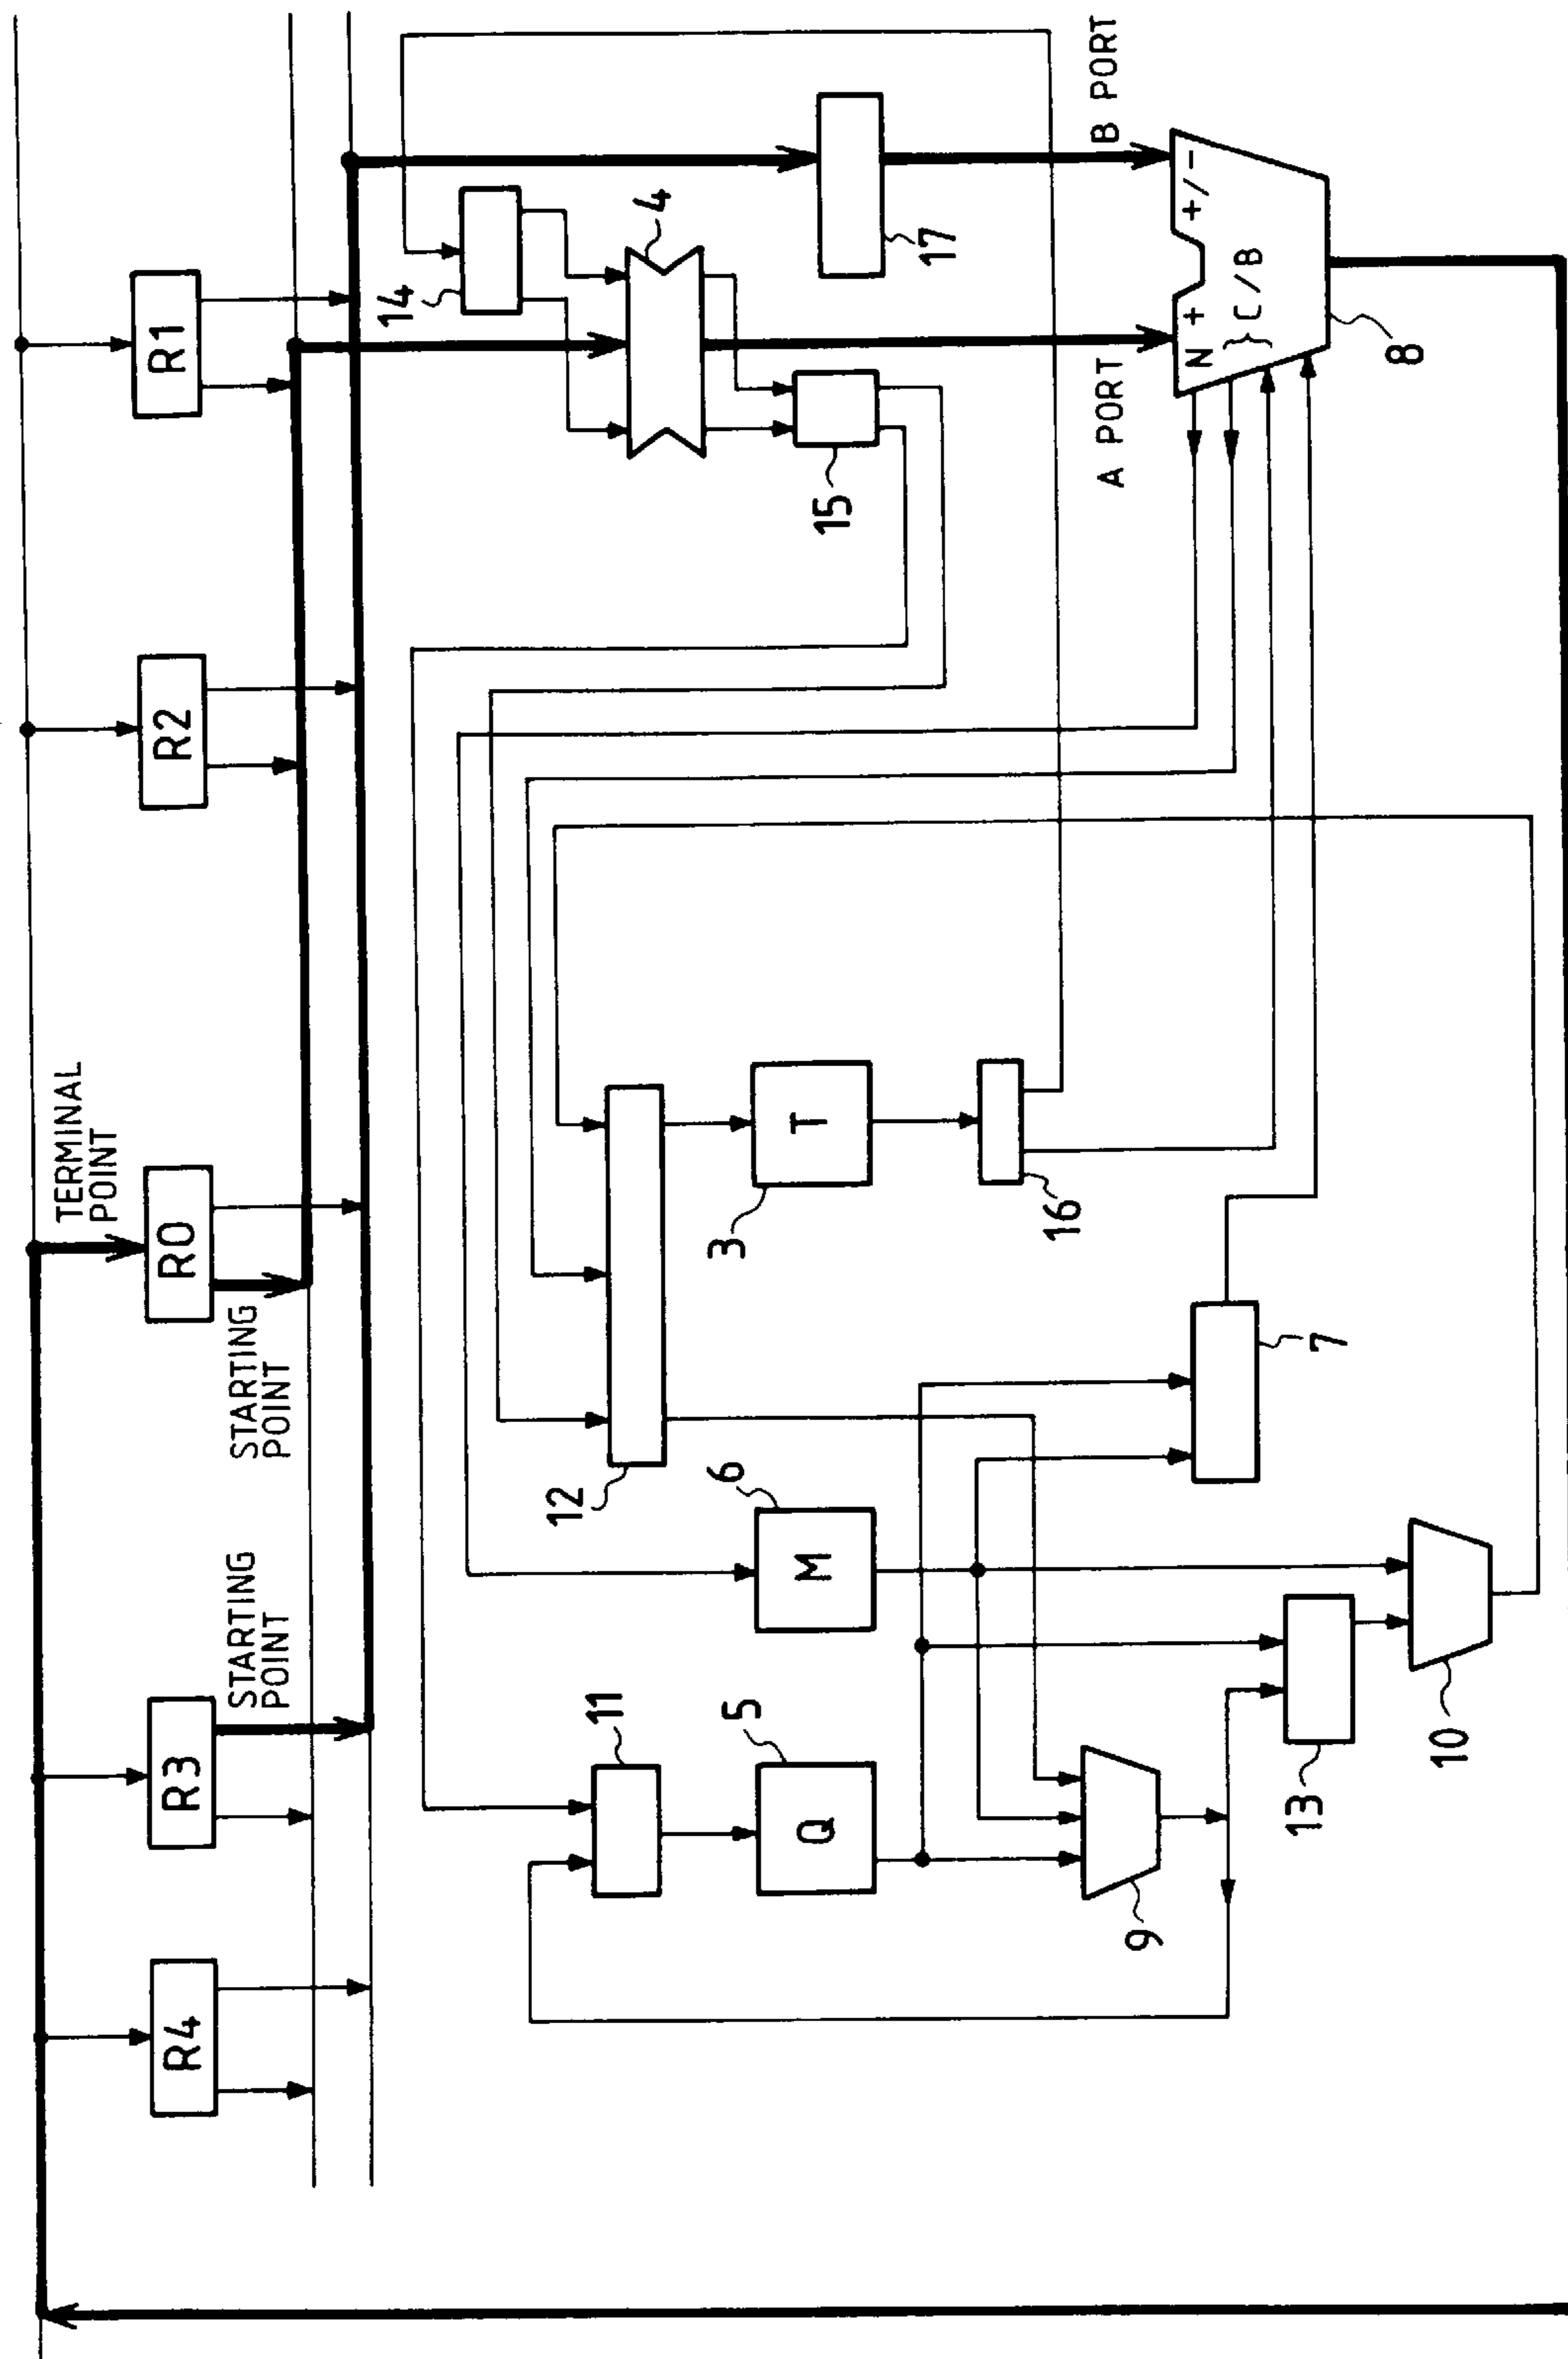 R4
R3
R0
R2
R1
TERMINAL
POINT
STARTING
POINT
STARTING
POINT
14
4
17
15
A PORT
B PORT
N + +/-
} C/B
8
11
5
Q
12
6
M
3
T
16
7
9
13
10